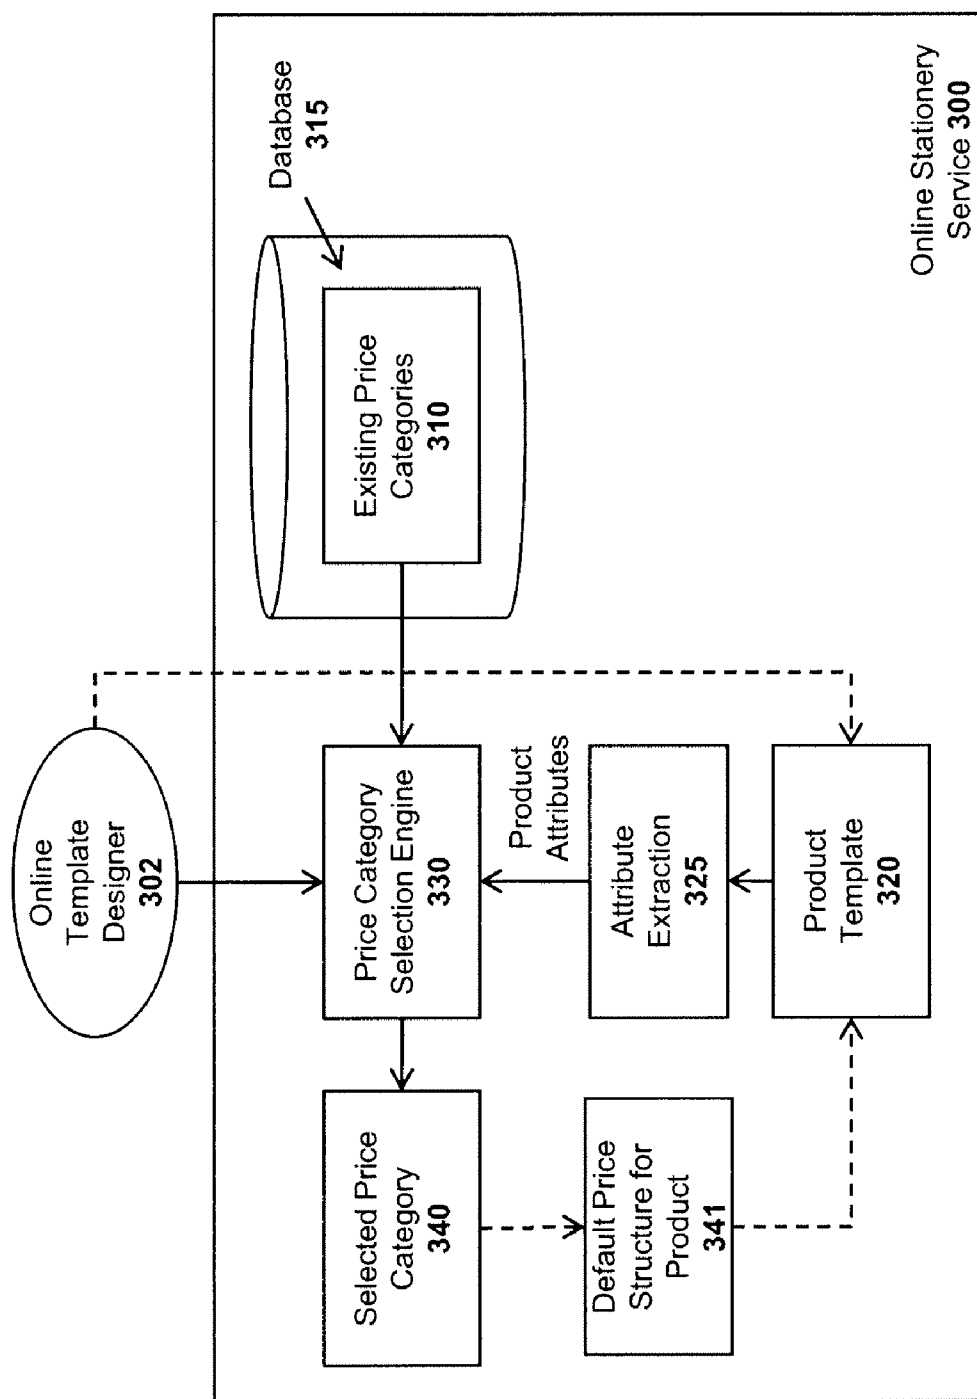 Online
Template
Designer
302
Database
315
Existing Price
Categories
310
Price Category
Selection Engine
330
Selected Price
Category
340
Product
Attributes
Attribute
Extraction
325
Default Price
Structure for
Product
341
Product
Template
320
Online Stationery
Service 300